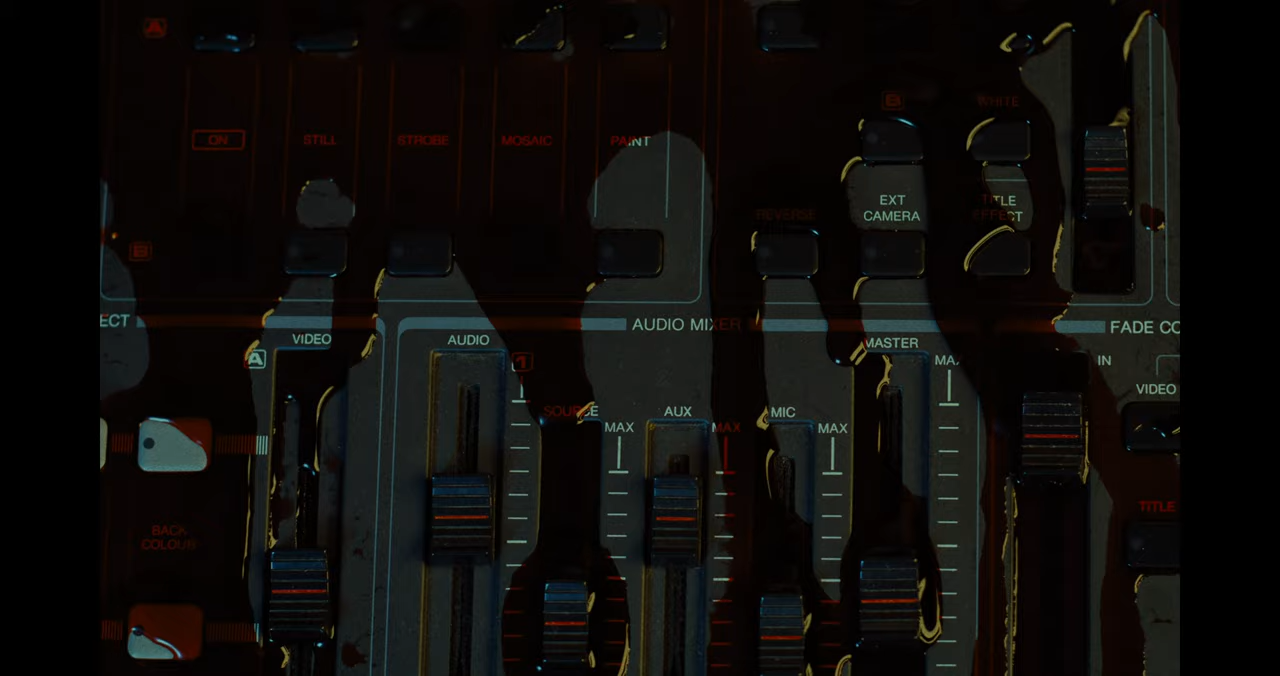 A
ON
STILL
STROBE
MOSAIC
PAINT
B
WHITE
EXT
CAMERA
TITLE
EFFECT
REVERSE
B
ECT
AUDIO MIXER
FADE CO
VIDEO
AUDIO
MASTER
A
1
MAX
IN
VIDEO
SOURCE
AUX
MIC
MAX
MAX
MAX
TITLE
BACK
COLOUR